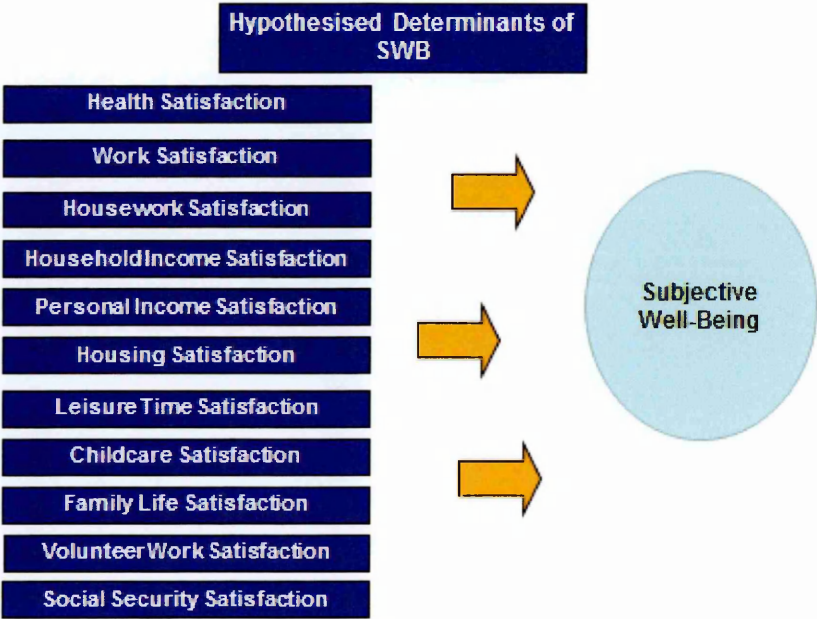 Hypothesised Determinants of
SWB
Health Satisfaction
Work Satisfaction
Housework Satisfaction
Household Income Satisfaction
Personal Income Satisfaction
Housing Satisfaction
Leisure Time Satisfaction
Childcare Satisfaction
Family Life Satisfaction
Volunteer Work Satisfaction
Social Security Satisfaction
Subjective
Well-Being